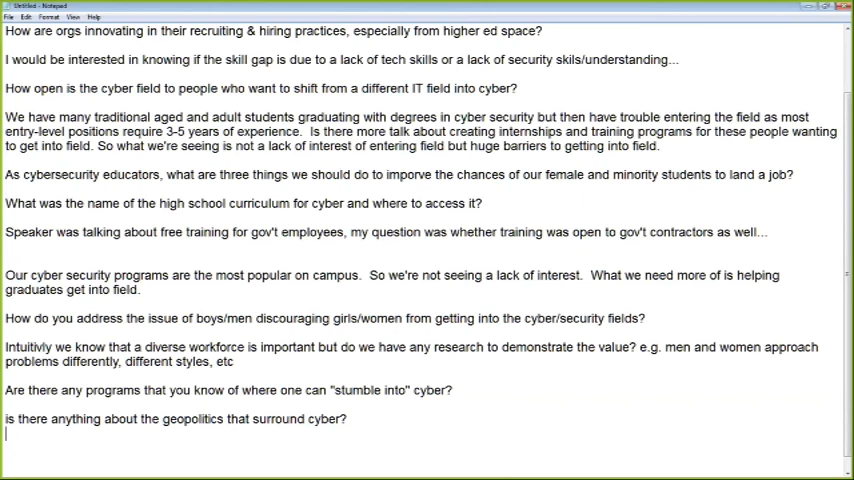 Untitled - Notepad
File Edit Format View Help
How are orgs innovating in their recruiting & hiring practices, especially from higher ed space?
I would be interested in knowing if the skill gap is due to a lack of tech skills or a lack of security skils/understanding...
How open is the cyber field to people who want to shift from a different IT field into cyber?
We have many traditional aged and adult students graduating with degrees in cyber security but then have trouble entering the field as most
entry-level positions require 3-5 years of experience.  Is there more talk about creating internships and training programs for these people wanting
to get into field. So what we're seeing is not a lack of interest of entering field but huge barriers to getting into field.
As cybersecurity educators, what are three things we should do to imporve the chances of our female and minority students to land a job?
What was the name of the high school curriculum for cyber and where to access it?
Speaker was talking about free training for gov't employees, my question was whether training was open to gov't contractors as well...
Our cyber security programs are the most popular on campus.  So we're not seeing a lack of interest.  What we need more of is helping
graduates get into field.
How do you address the issue of boys/men discouraging girls/women from getting into the cyber/security fields?
Intuitivly we know that a diverse workforce is important but do we have any research to demonstrate the value? e.g. men and women approach
problems differently, different styles, etc
Are there any programs that you know of where one can "stumble into" cyber?
is there anything about the geopolitics that surround cyber?